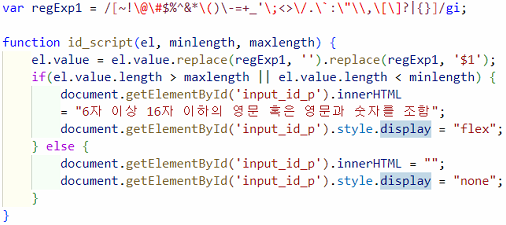 var regExp1 = /[~!\@\#$%^&*\()\-=+_'\;<>\/.\`:\"\\,\[\]?|{}]/gi;
function id_script(el, minlength, maxlength) {
el.value = el.value.replace(regExp1, '').replace(regExp1, '$1');
if(el.value.length > maxlength || el.value.length < minlength) {
document.getElementById('input_id_p').innerHTML
= "6자 이상 16자 이하의 영문 혹은 영문과 숫자를 조합";
document.getElementById('input_id_p').style.display = "flex";
} else {
document.getElementById('input_id_p').innerHTML = "";
document.getElementById('input_id_p').style.display = "none";
}
}